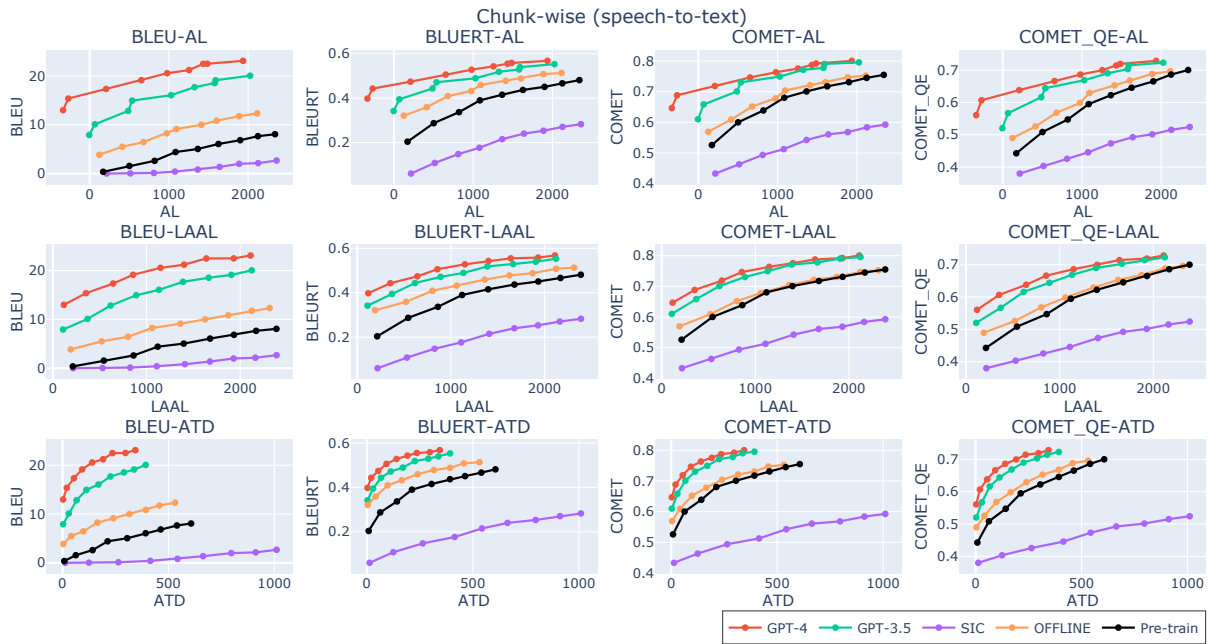 Chunk-wise (speech-to-text)
BLEU-AL
BLUERT-AL
COMET-AL
COMET_QE-AL
BLEU
20
10
0
0
1000
2000
AL
BLEURT
0.6
0.4
0.2
0
1000
2000
AL
COMET
0.8
0.7
0.6
0.5
0.4
0
1000
2000
AL
COMET_QE
0.7
0.6
0.5
0.4
0
1000
2000
AL
BLEU-LAAL
BLUERT-LAAL
COMET-LAAL
COMET_QE-LAAL
BLEU
20
10
0
0
1000
2000
LAAL
BLEURT
0.6
0.4
0.2
0
1000
2000
LAAL
COMET
0.8
0.7
0.6
0.5
0.4
0
1000
2000
LAAL
COMET_QE
0.7
0.6
0.5
0.4
0
1000
2000
LAAL
BLEU-ATD
BLUERT-ATD
COMET-ATD
COMET_QE-ATD
BLEU
20
10
0
0
500
1000
ATD
BLEURT
0.6
0.4
0.2
0
500
1000
ATD
COMET
0.8
0.7
0.6
0.5
0.4
0
500
1000
ATD
COMET_QE
0.7
0.6
0.5
0.4
0
500
1000
ATD
GPT-4 GPT-3.5 SIC OFFLINE Pre-train